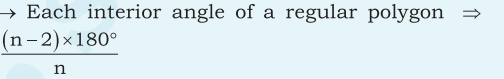 → Each interior angle of a regular polygon ⇒
(n−2)×180°
n